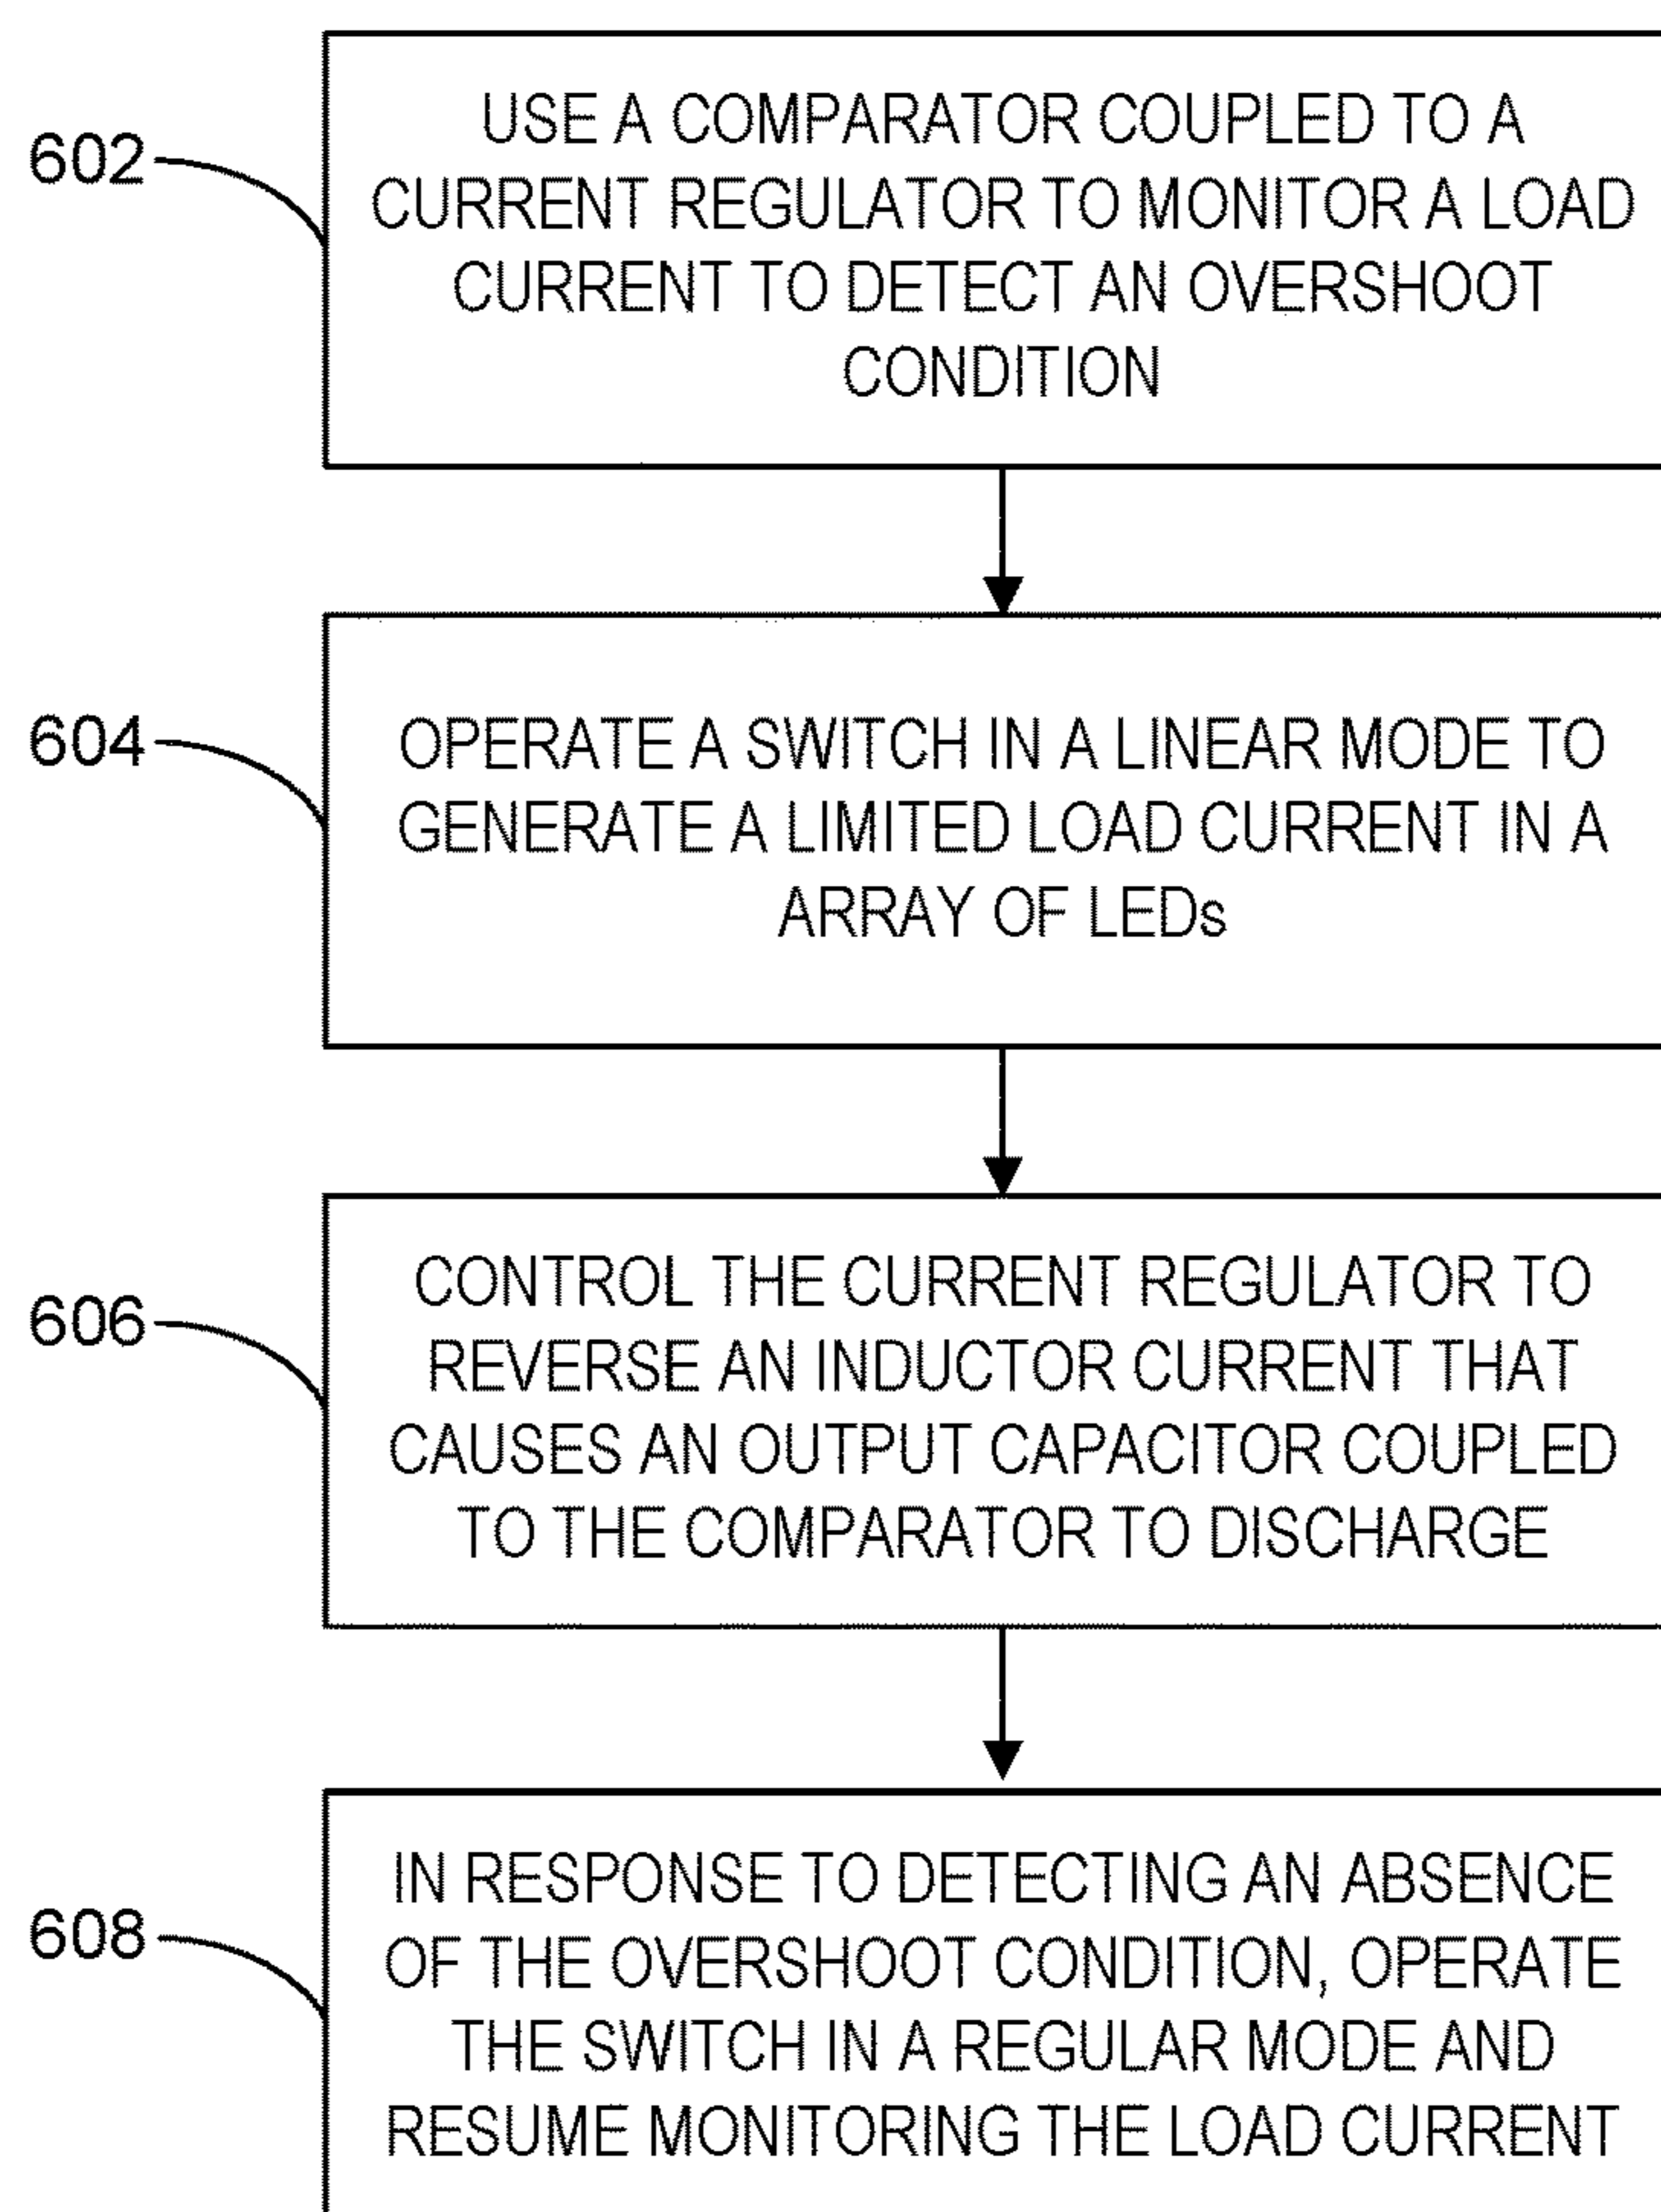 602
USE A COMPARATOR COUPLED TO A
CURRENT REGULATOR TO MONITOR A LOAD
CURRENT TO DETECT AN OVERSHOOT
CONDITION
604
OPERATE A SWITCH IN A LINEAR MODE TO
GENERATE A LIMITED LOAD CURRENT IN A
ARRAY OF LEDs
606
CONTROL THE CURRENT REGULATOR TO
REVERSE AN INDUCTOR CURRENT THAT
CAUSES AN OUTPUT CAPACITOR COUPLED
TO THE COMPARATOR TO DISCHARGE
608
IN RESPONSE TO DETECTING AN ABSENCE
OF THE OVERSHOOT CONDITION, OPERATE
THE SWITCH IN A REGULAR MODE AND
RESUME MONITORING THE LOAD CURRENT